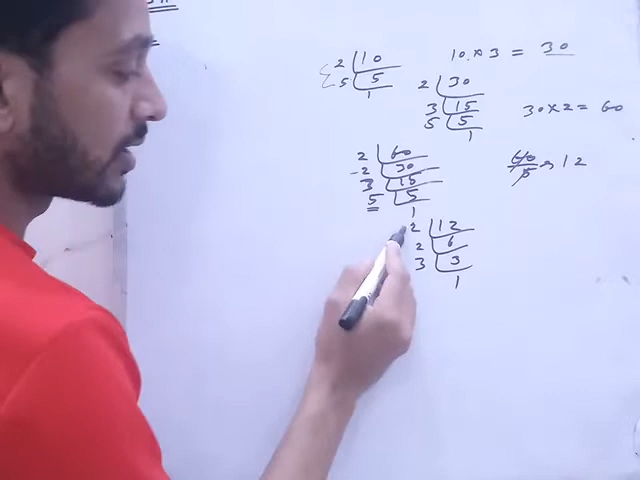 2 | 10
5 | 5
1
10 × 3 = 30
2 | 30
3 | 15
5 | 5
1
30 × 2 = 60
2 | 60
2 | 30
3 | 15
5 | 5
1
60/5 = 12
2 | 12
2 | 6
3 | 3
1